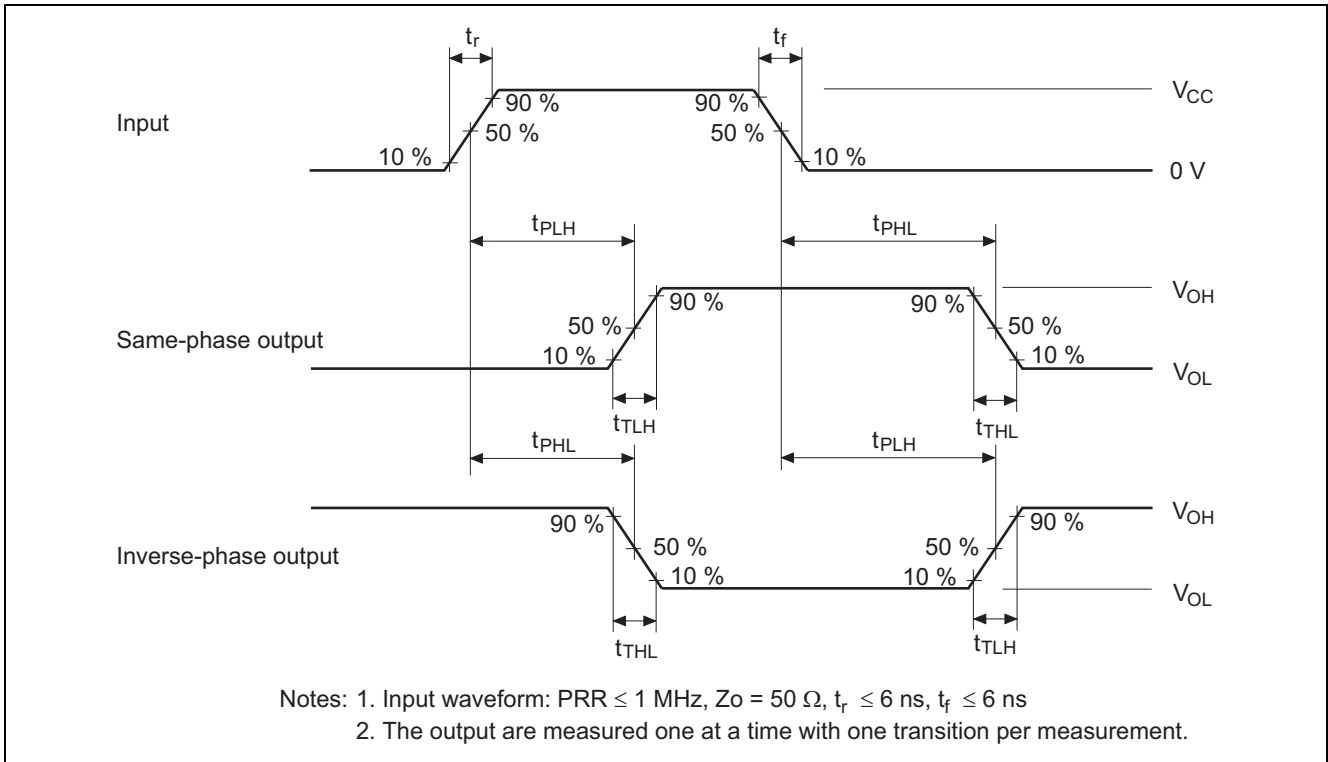 tr tf
90 % 90 % VCC
Input 50 % 50 %
10 % 10 % 0 V
tPLH tPHL
90 % 90 % VOH
Same-phase output 50 % 50 %
10 % 10 % VOL
tTLH tTHL
tPHL tPLH
90 % 90 % VOH
Inverse-phase output 50 % 50 %
10 % 10 % VOL
tTHL tTLH
Notes: 1. Input waveform: PRR ≤ 1 MHz, Zo = 50 Ω, tr ≤ 6 ns, tf ≤ 6 ns
2. The output are measured one at a time with one transition per measurement.